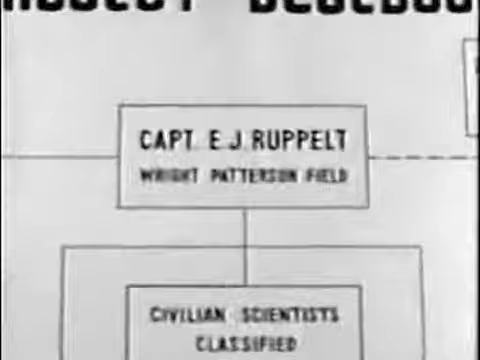 CAPT. E.J. RUPPELT
WRIGHT PATTERSON FIELD
CIVILIAN SCIENTISTS
CLASSIFIED